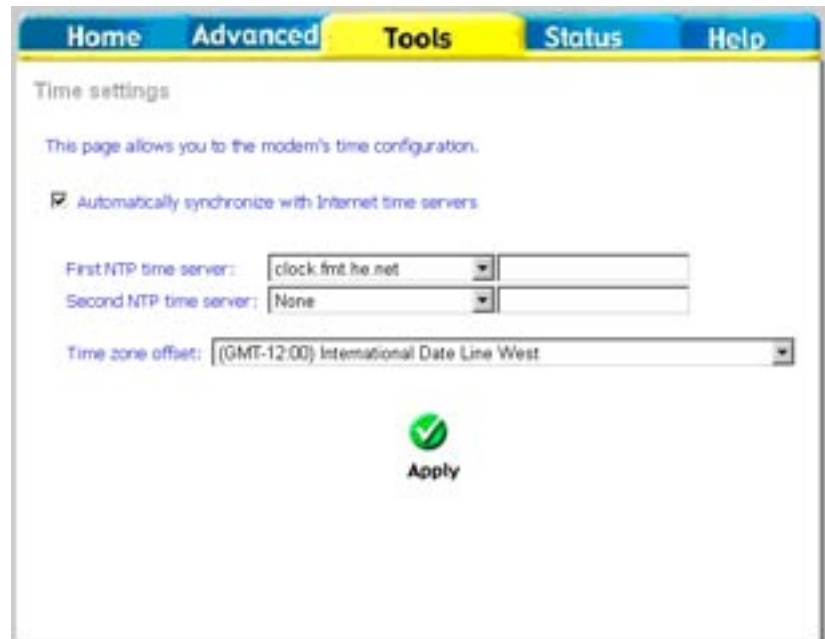 Home Advanced Tools Status Help
Time settings
This page allows you to the modem's time configuration.
Automatically synchronize with Internet time servers
First NTP time server: clock.fmt.he.net
Second NTP time server: None
Time zone offset: (GMT-12:00) International Date Line West
Apply